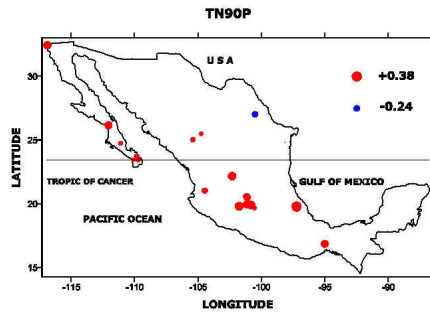 TN90P
U S A
+0.38
-0.24
30
25
20
15
LATITUDE
TROPIC OF CANCER
GULF OF MEXICO
PACIFIC OCEAN
-115
-110
-105
-100
-95
-90
LONGITUDE